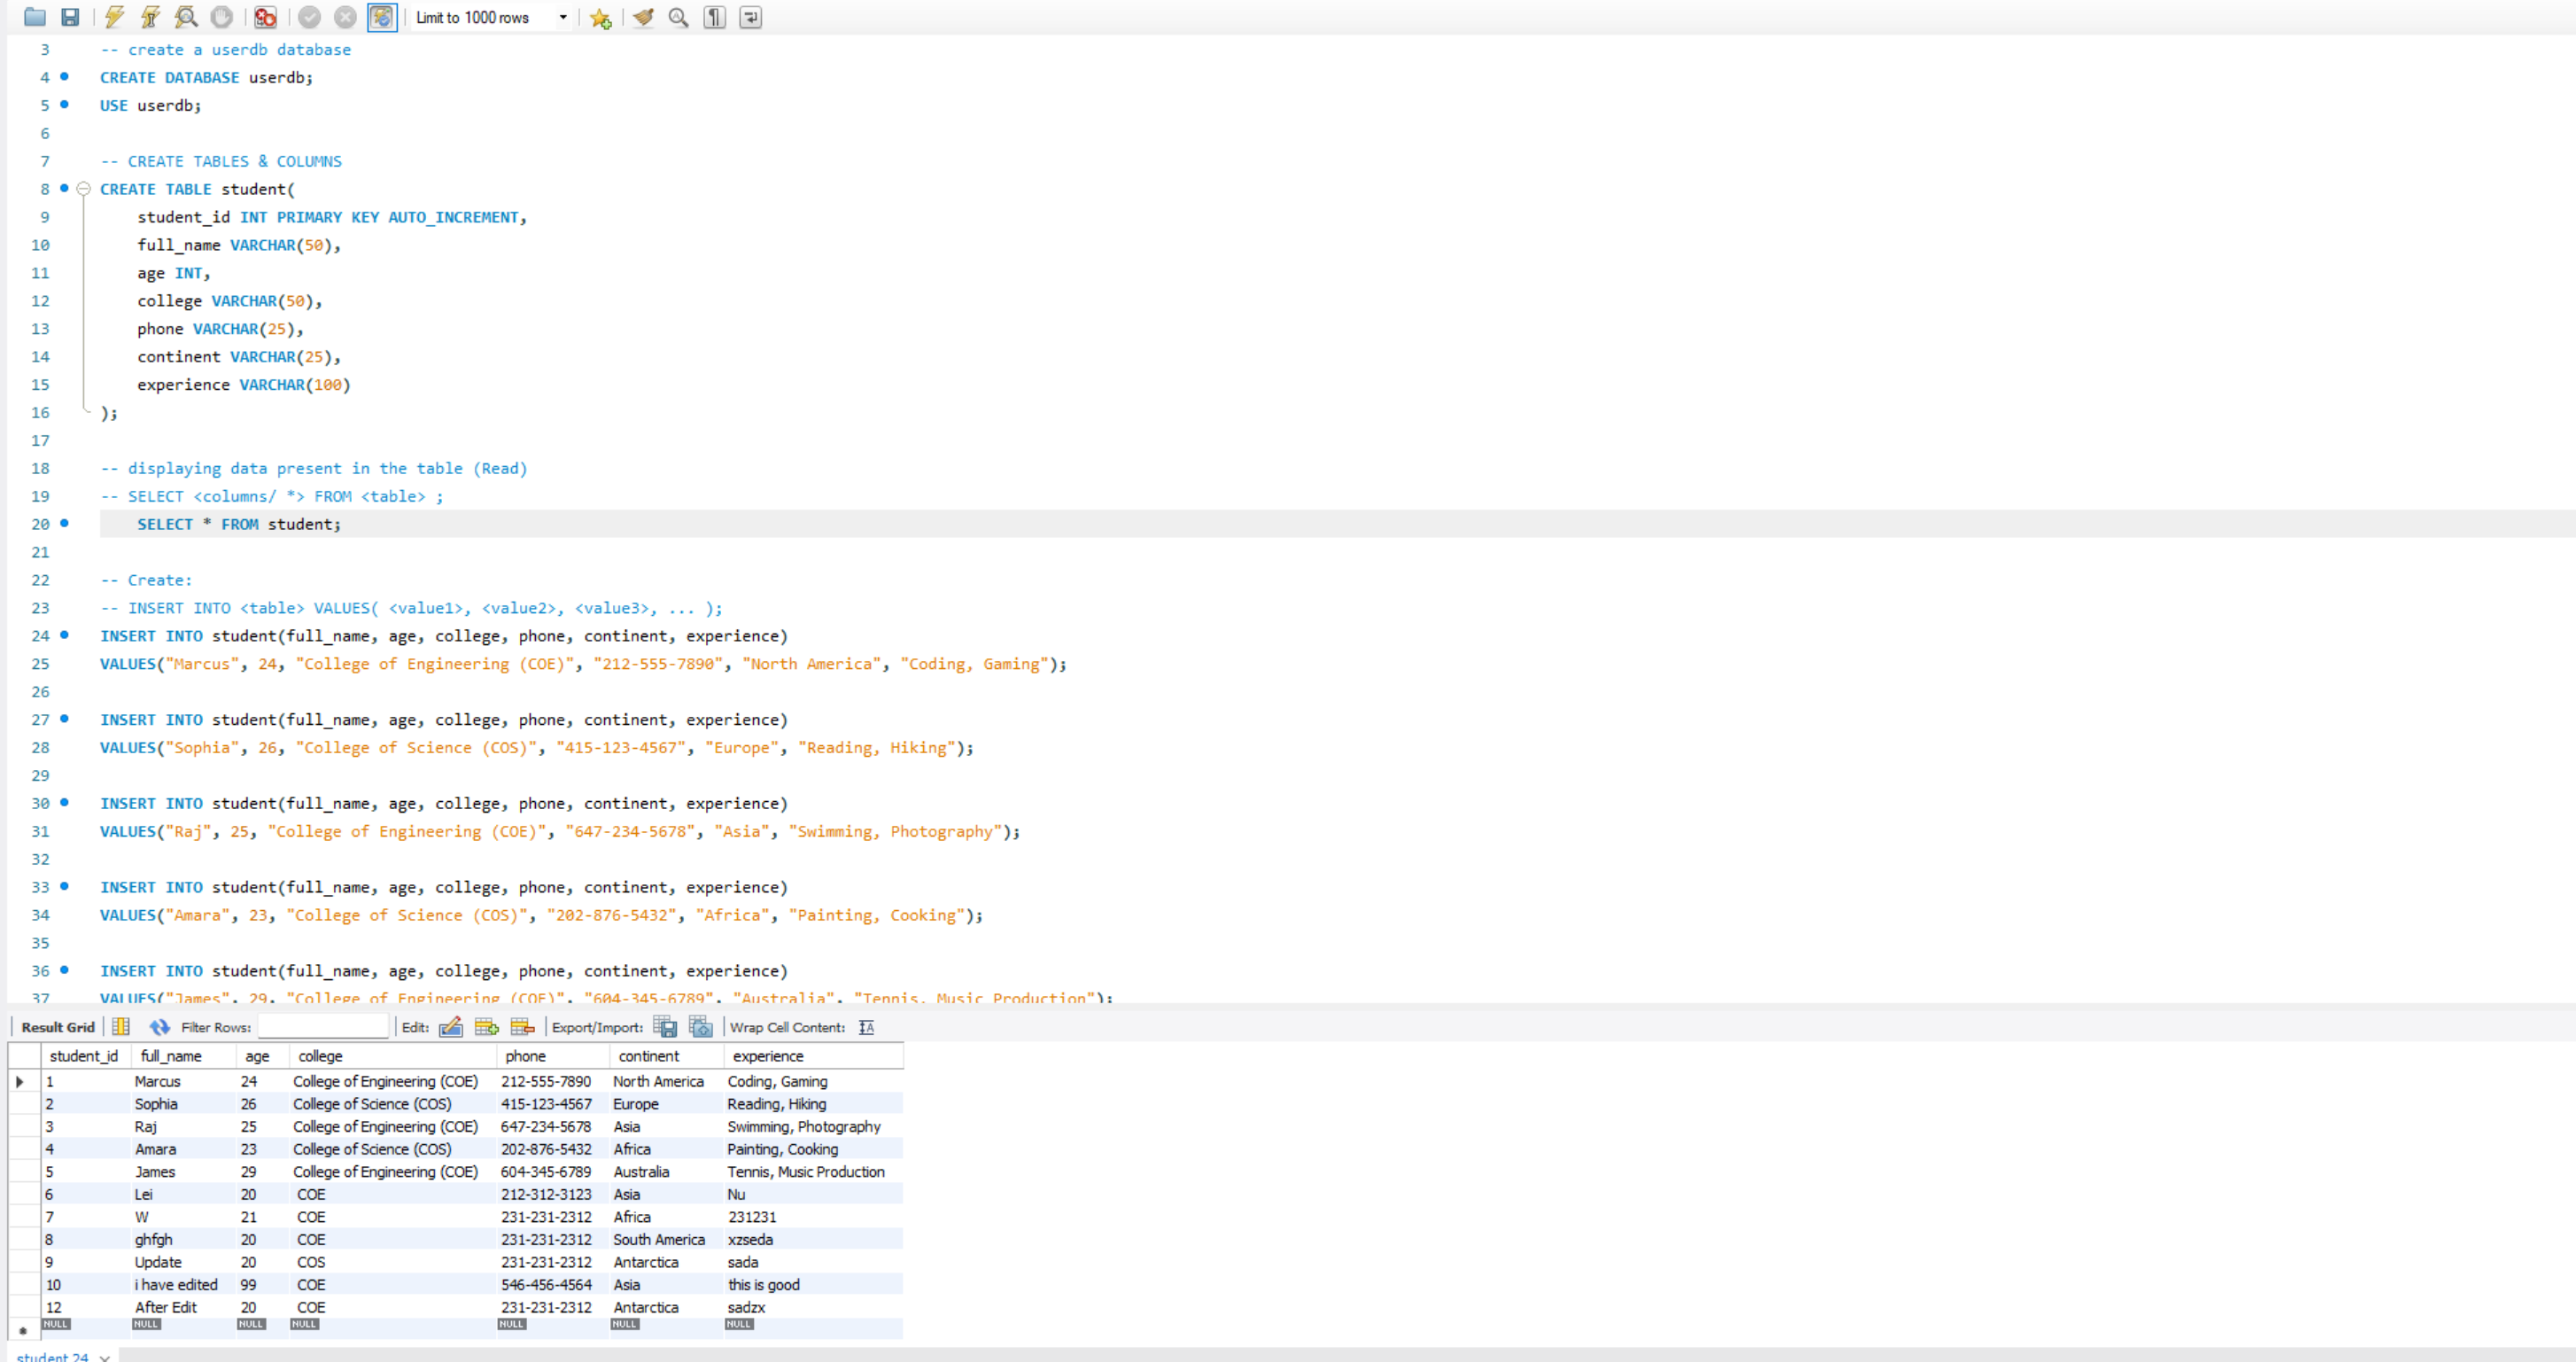 Limit to 1000 rows
3 -- create a userdb database
4 CREATE DATABASE userdb;
5 USE userdb;
6
7 -- CREATE TABLES & COLUMNS
8 CREATE TABLE student(
9 student_id INT PRIMARY KEY AUTO_INCREMENT,
10 full_name VARCHAR(50),
11 age INT,
12 college VARCHAR(50),
13 phone VARCHAR(25),
14 continent VARCHAR(25),
15 experience VARCHAR(100)
16 );
17
18 -- displaying data present in the table (Read)
19 -- SELECT <columns/ *> FROM <table> ;
20 SELECT * FROM student;
21
22 -- Create:
23 -- INSERT INTO <table> VALUES( <value1>, <value2>, <value3>, ... );
24 INSERT INTO student(full_name, age, college, phone, continent, experience)
25 VALUES("Marcus", 24, "College of Engineering (COE)", "212-555-7890", "North America", "Coding, Gaming");
26
27 INSERT INTO student(full_name, age, college, phone, continent, experience)
28 VALUES("Sophia", 26, "College of Science (COS)", "415-123-4567", "Europe", "Reading, Hiking");
29
30 INSERT INTO student(full_name, age, college, phone, continent, experience)
31 VALUES("Raj", 25, "College of Engineering (COE)", "647-234-5678", "Asia", "Swimming, Photography");
32
33 INSERT INTO student(full_name, age, college, phone, continent, experience)
34 VALUES("Amara", 23, "College of Science (COS)", "202-876-5432", "Africa", "Painting, Cooking");
35
36 INSERT INTO student(full_name, age, college, phone, continent, experience)
37 VALUES("James", 29, "College of Engineering (COE)", "604-345-6789", "Australia", "Tennis, Music Production");
Result Grid Filter Rows: Edit: Export/Import: Wrap Cell Content:
student_id full_name age college phone continent experience
1 Marcus 24 College of Engineering (COE) 212-555-7890 North America Coding, Gaming
2 Sophia 26 College of Science (COS) 415-123-4567 Europe Reading, Hiking
3 Raj 25 College of Engineering (COE) 647-234-5678 Asia Swimming, Photography
4 Amara 23 College of Science (COS) 202-876-5432 Africa Painting, Cooking
5 James 29 College of Engineering (COE) 604-345-6789 Australia Tennis, Music Production
6 Lei 20 COE 212-312-3123 Asia Nu
7 W 21 COE 231-231-2312 Africa 231231
8 ghfgh 20 COE 231-231-2312 South America xzseda
9 Update 20 COS 231-231-2312 Antarctica sada
10 i have edited 99 COE 546-456-4564 Asia this is good
12 After Edit 20 COE 231-231-2312 Antarctica sadzx
NULL NULL NULL NULL NULL NULL NULL
student 24